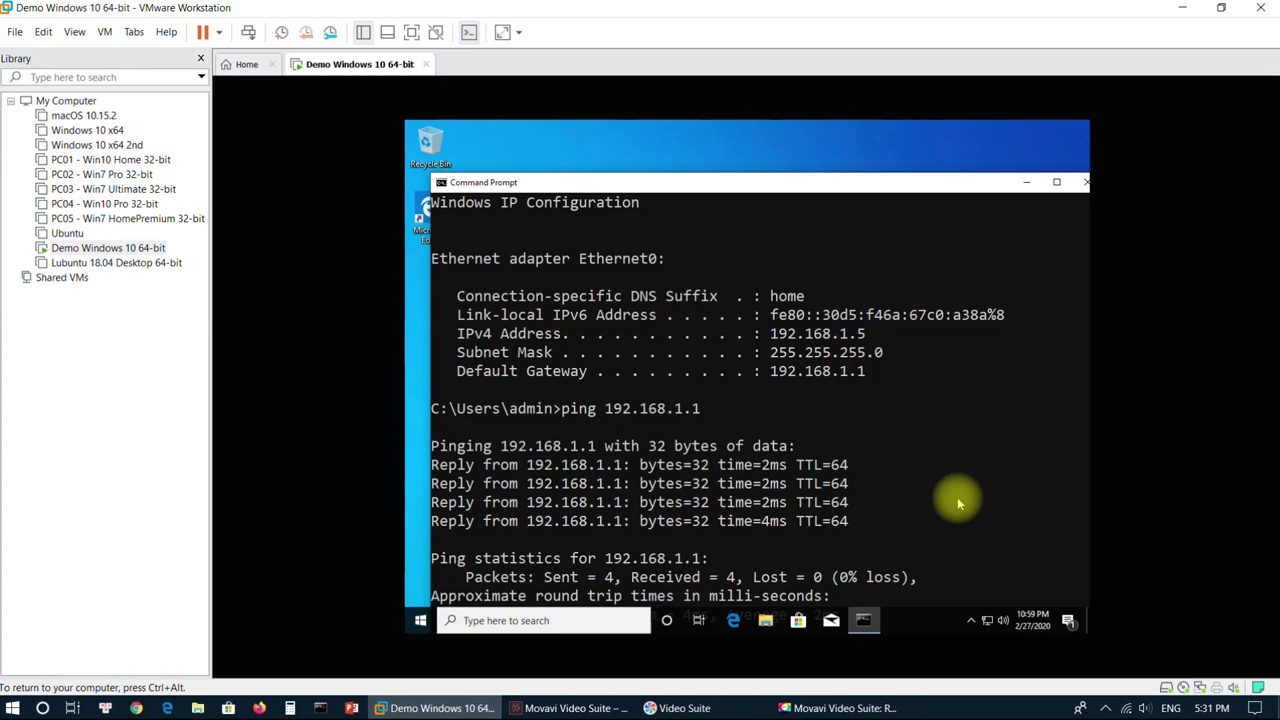 Demo Windows 10 64-bit - VMware Workstation
File Edit View VM Tabs Help
Library
Type here to search
My Computer
macOS 10.15.2
Windows 10 x64
Windows 10 x64 2nd
PC01 - Win10 Home 32-bit
PC02 - Win7 Pro 32-bit
PC03 - Win7 Ultimate 32-bit
PC04 - Win10 Pro 32-bit
PC05 - Win7 HomePremium 32-bit
Ubuntu
Demo Windows 10 64-bit
Lubuntu 18.04 Desktop 64-bit
Shared VMs
Home
Demo Windows 10 64-bit
Recycle Bin
Command Prompt
Windows IP Configuration
Ethernet adapter Ethernet0:
Connection-specific DNS Suffix . : home
Link-local IPv6 Address . . . . . : fe80::30d5:f46a:67c0:a38a%8
IPv4 Address. . . . . . . . . . . : 192.168.1.5
Subnet Mask . . . . . . . . . . . : 255.255.255.0
Default Gateway . . . . . . . . . : 192.168.1.1
C:\Users\admin>ping 192.168.1.1
Pinging 192.168.1.1 with 32 bytes of data:
Reply from 192.168.1.1: bytes=32 time=2ms TTL=64
Reply from 192.168.1.1: bytes=32 time=2ms TTL=64
Reply from 192.168.1.1: bytes=32 time=2ms TTL=64
Reply from 192.168.1.1: bytes=32 time=4ms TTL=64
Ping statistics for 192.168.1.1:
Packets: Sent = 4, Received = 4, Lost = 0 (0% loss),
Approximate round trip times in milli-seconds:
Type here to search
10:59 PM
2/27/2020
To return to your computer, press Ctrl+Alt.
Demo Windows 10 64...
Movavi Video Suite –...
Video Suite
Movavi Video Suite: R...
ENG
5:31 PM